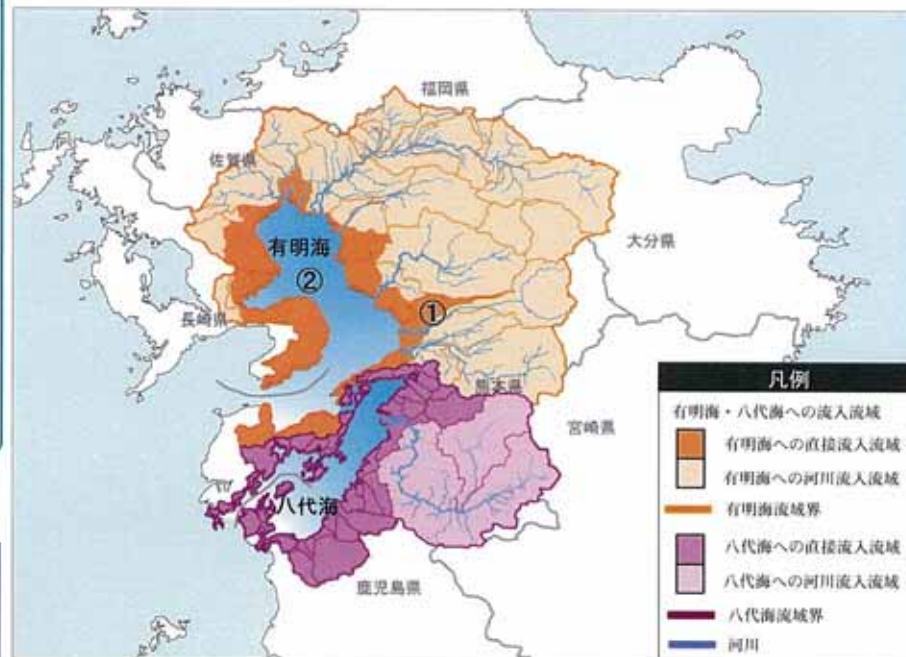 福岡県
佐賀県
大分県
有明海
②
①
長崎県
熊本県
宮崎県
八代海
鹿児島県
凡例
有明海・八代海への流入流域
有明海への直接流入流域
有明海への河川流入流域
有明海流域界
八代海への直接流入流域
八代海への河川流入流域
八代海流域界
河川